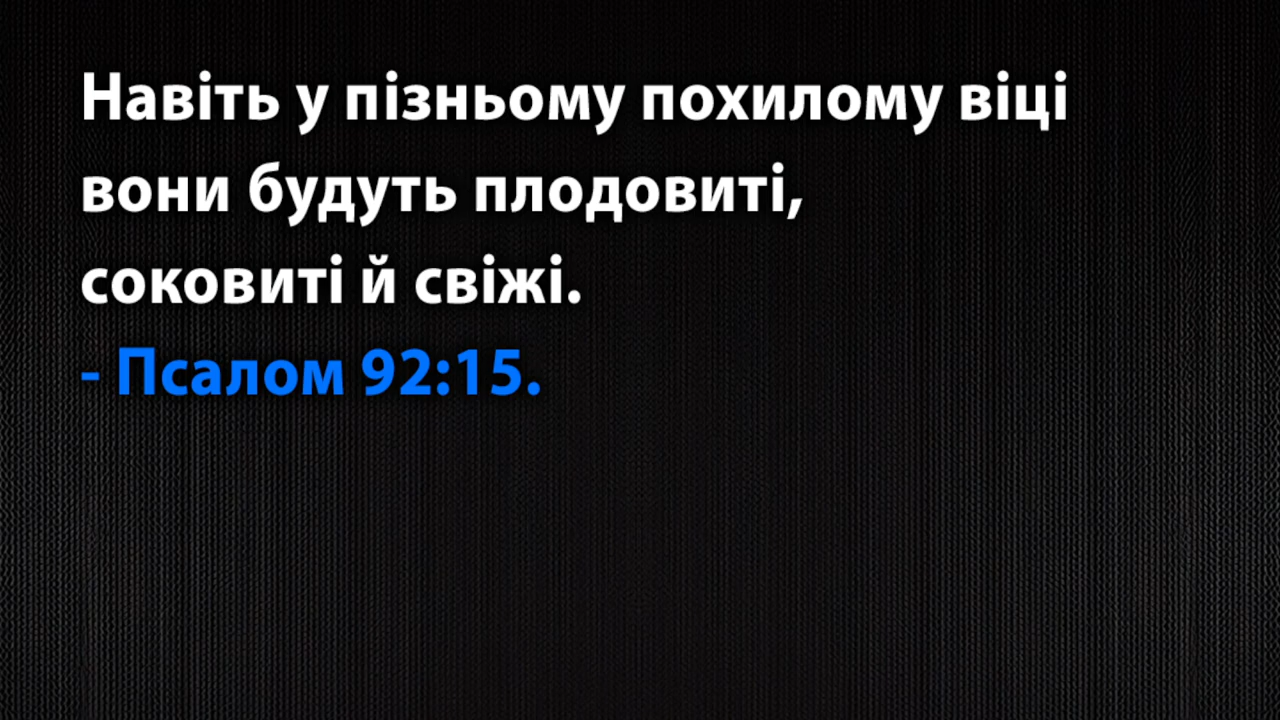 Навіть у пізньому похилому віці
вони будуть плодовиті,
соковиті й свіжі.
- Псалом 92:15.